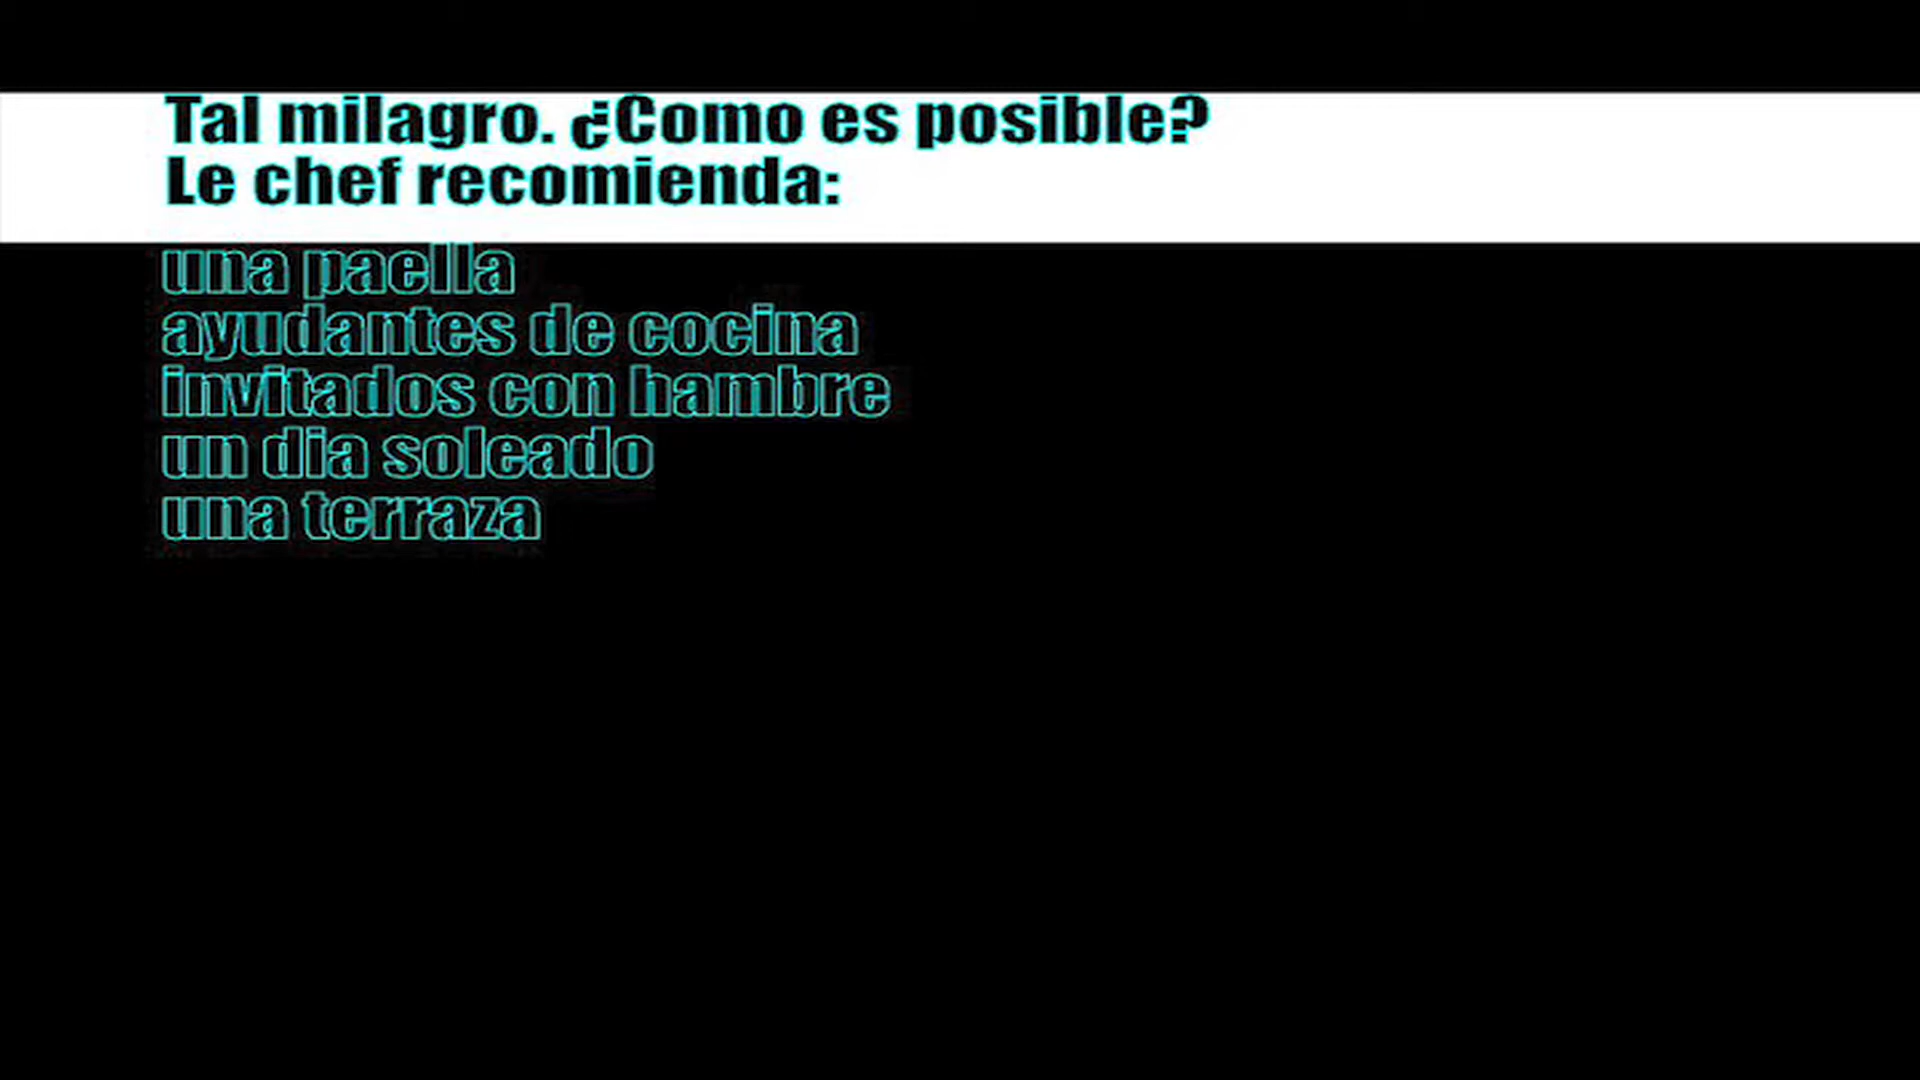 Tal milagro. ¿Como es posible?
Le chef recomienda:
una paella
ayudantes de cocina
invitados con hambre
un dia soleado
una terraza